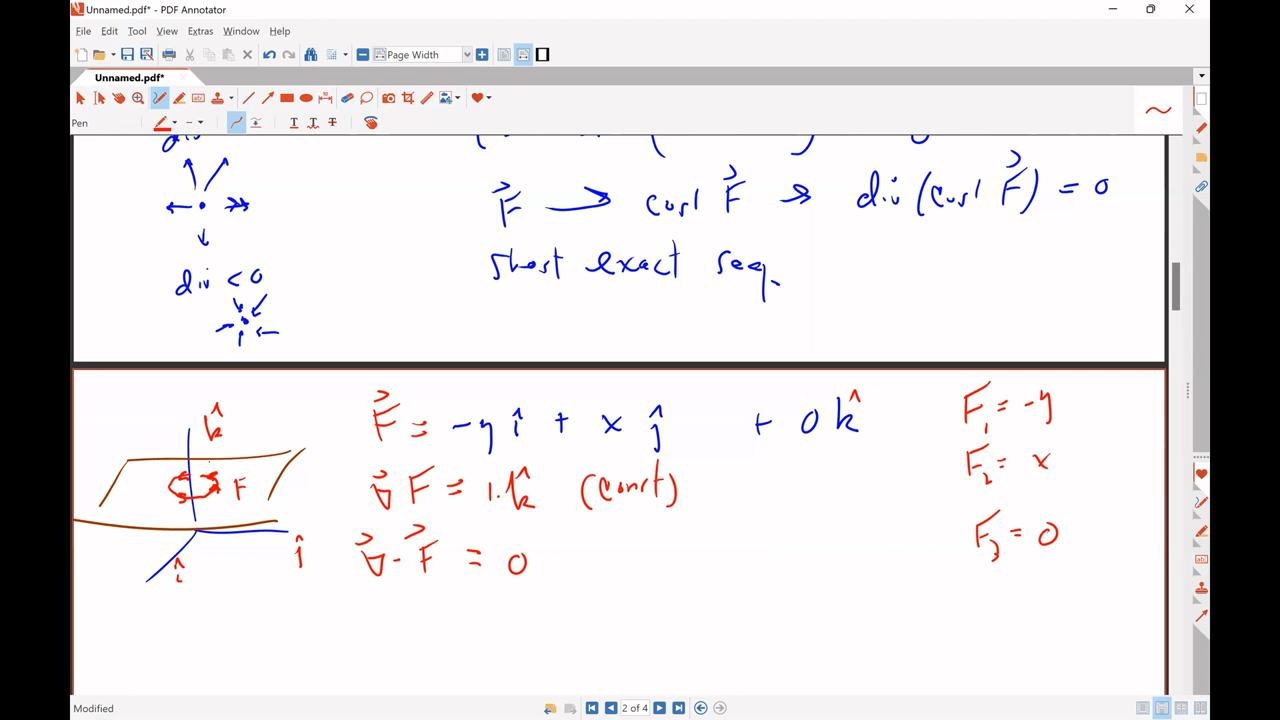 Unnamed.pdf* - PDF Annotator
File Edit Tool View Extras Window Help
Page Width
Unnamed.pdf*
Pen
T T T
F⃗ → curl F⃗ → div(curl F⃗) = 0
short exact seq.
div < 0
k̂
F⃗ = -y î + x ĵ + 0 k̂
F₁ = -y
F₂ = x
F
∇⃗ F = 1. k̂ (const)
F₃ = 0
ĵ
î
∇⃗ · F⃗ = 0
Modified
2 of 4